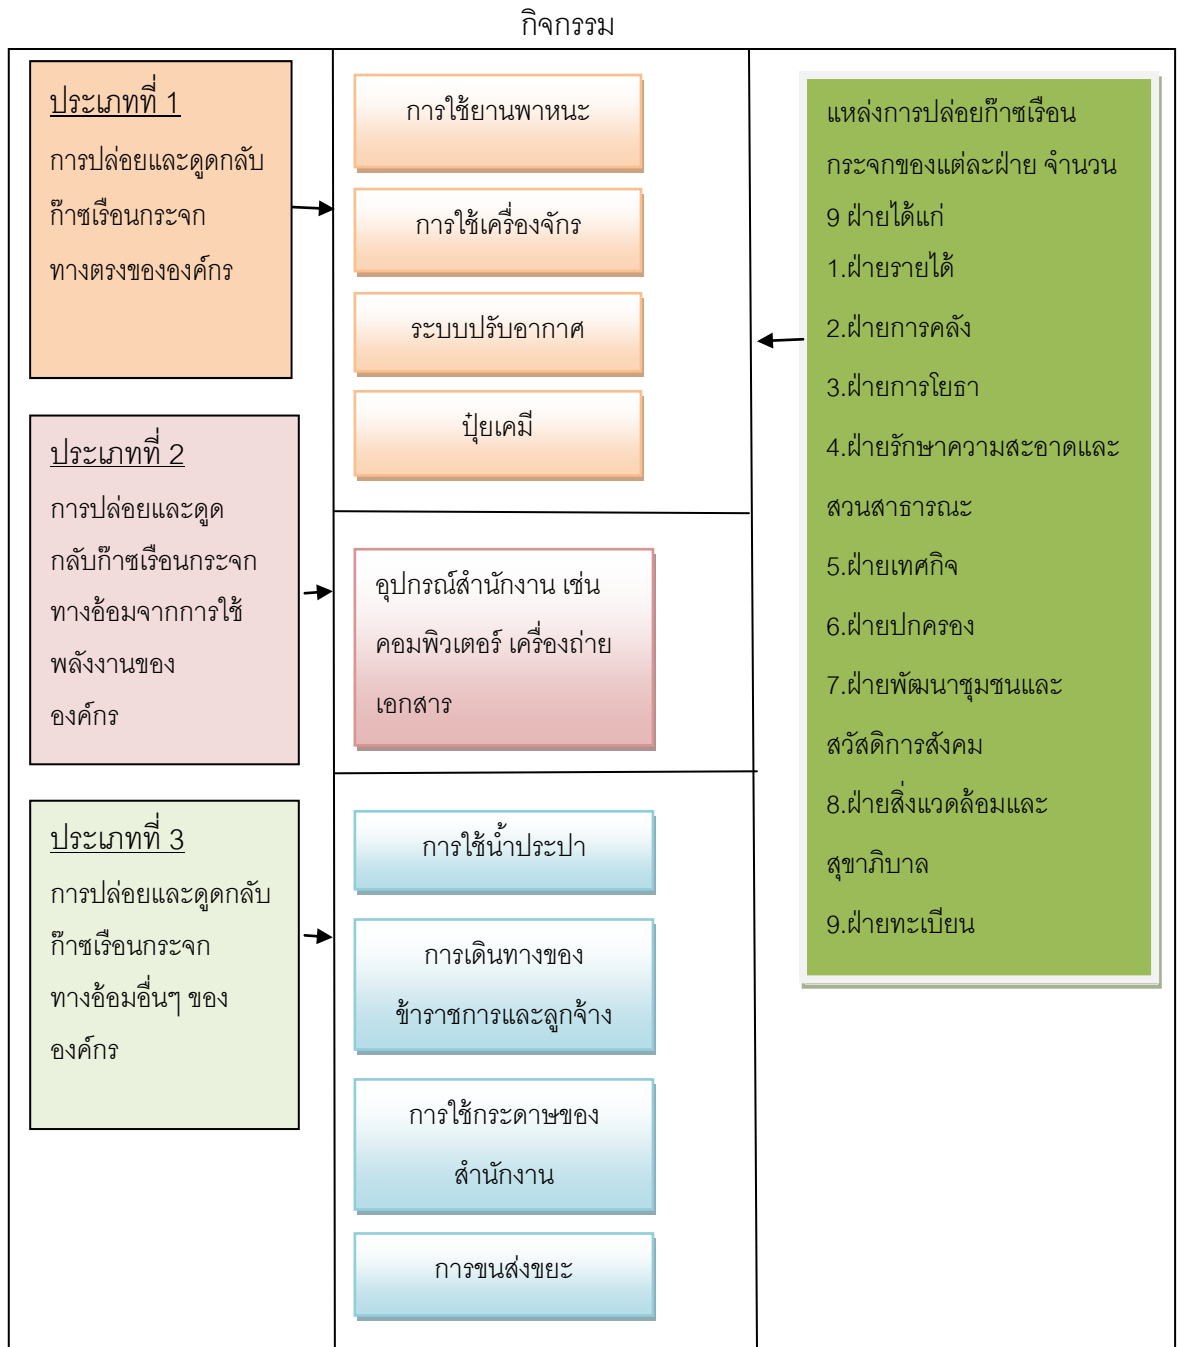 กิจกรรม
ประเภทที่ 1
การปล่อยและดูดกลับ
ก๊าซเรือนกระจก
ทางตรงขององค์กร
การใช้ยานพาหนะ
การใช้เครื่องจักร
ระบบปรับอากาศ
ปุ๋ยเคมี
ประเภทที่ 2
การปล่อยและดูด
กลับก๊าซเรือนกระจก
ทางอ้อมจากการใช้
พลังงานของ
องค์กร
อุปกรณ์สำนักงาน เช่น
คอมพิวเตอร์ เครื่องถ่าย
เอกสาร
ประเภทที่ 3
การปล่อยและดูดกลับ
ก๊าซเรือนกระจก
ทางอ้อมอื่นๆ ของ
องค์กร
การใช้น้ำประปา
การเดินทางของ
ข้าราชการและลูกจ้าง
การใช้กระดาษของ
สำนักงาน
การขนส่งขยะ
แหล่งการปล่อยก๊าซเรือน
กระจกของแต่ละฝ่าย จำนวน
9 ฝ่ายได้แก่
1.ฝ่ายรายได้
2.ฝ่ายการคลัง
3.ฝ่ายการโยธา
4.ฝ่ายรักษาความสะอาดและ
สวนสาธารณะ
5.ฝ่ายเทศกิจ
6.ฝ่ายปกครอง
7.ฝ่ายพัฒนาชุมชนและ
สวัสดิการสังคม
8.ฝ่ายสิ่งแวดล้อมและ
สุขาภิบาล
9.ฝ่ายทะเบียน